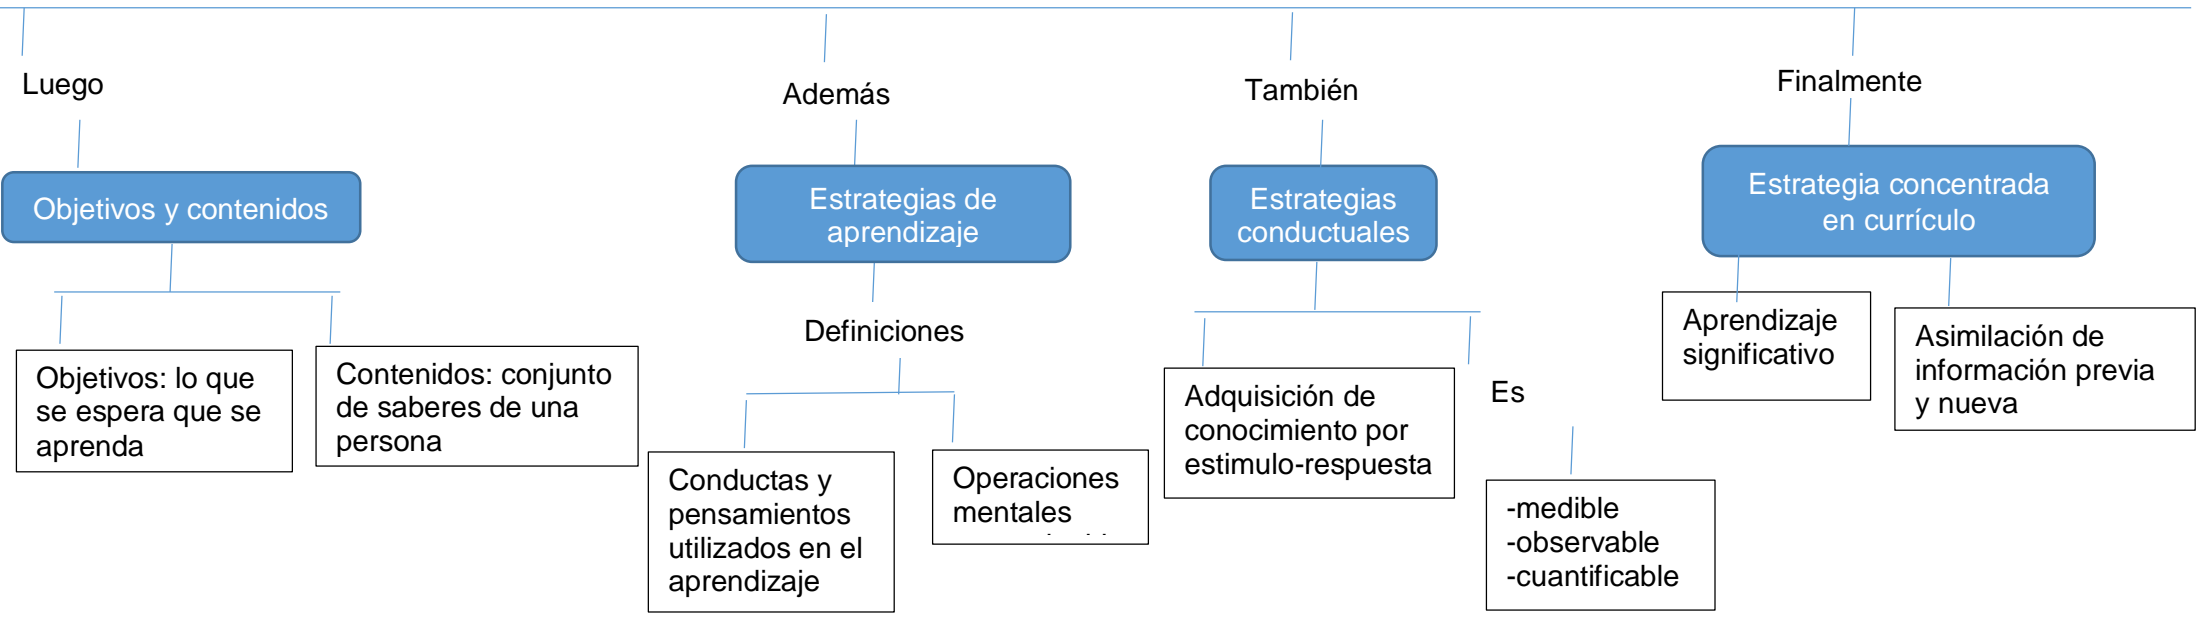 Luego
Además
También
Finalmente
Objetivos y contenidos
Estrategias de
aprendizaje
Estrategias
conductuales
Estrategia concentrada
en currículo
Objetivos: lo que
se espera que se
aprenda
Contenidos: conjunto
de saberes de una
persona
Definiciones
Conductas y
pensamientos
utilizados en el
aprendizaje
Operaciones
mentales
Adquisición de
conocimiento por
estimulo-respuesta
Es
-medible
-observable
-cuantificable
Aprendizaje
significativo
Asimilación de
información previa
y nueva